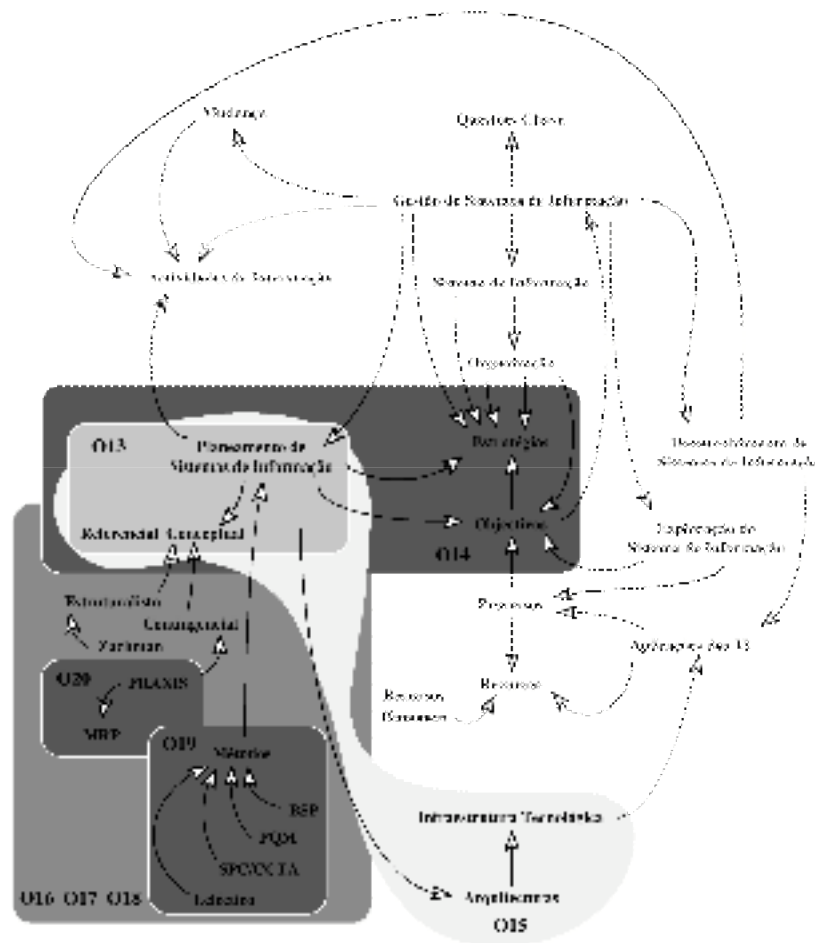 Mudança
Questões Chave
Gestão de Sistemas de Informação
Actividades de Intervenção
Sistema de Informação
Organização
O13
Planeamento de
Sistemas de Informação
Estratégias
Desenvolvimento de
Sistemas de Informação
Referencial Conceptual
Objectivos
O14
Exploração de
Sistema de Informação
Estruturalista
Contingencial
Zachman
Processos
Aplicações das TI
O20
PRAXIS
MRP
Recursos
Recursos
Humanos
O19
Métodos
BSP
PQM
SPC/CCTA
Infraestrutura Tecnológica
O16 O17 O18
Arquitecturas
O15